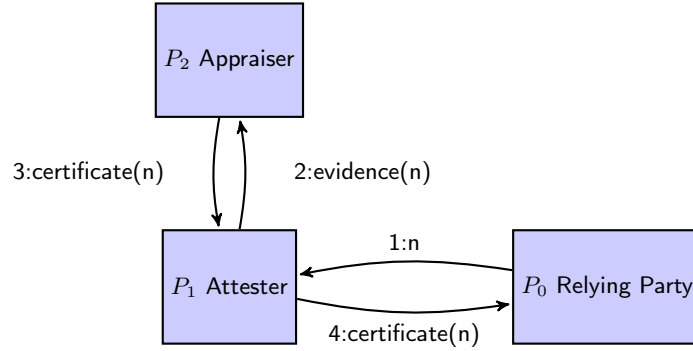 P₂ Appraiser
3:certificate(n)
2:evidence(n)
1:n
P₁ Attester
P₀ Relying Party
4:certificate(n)